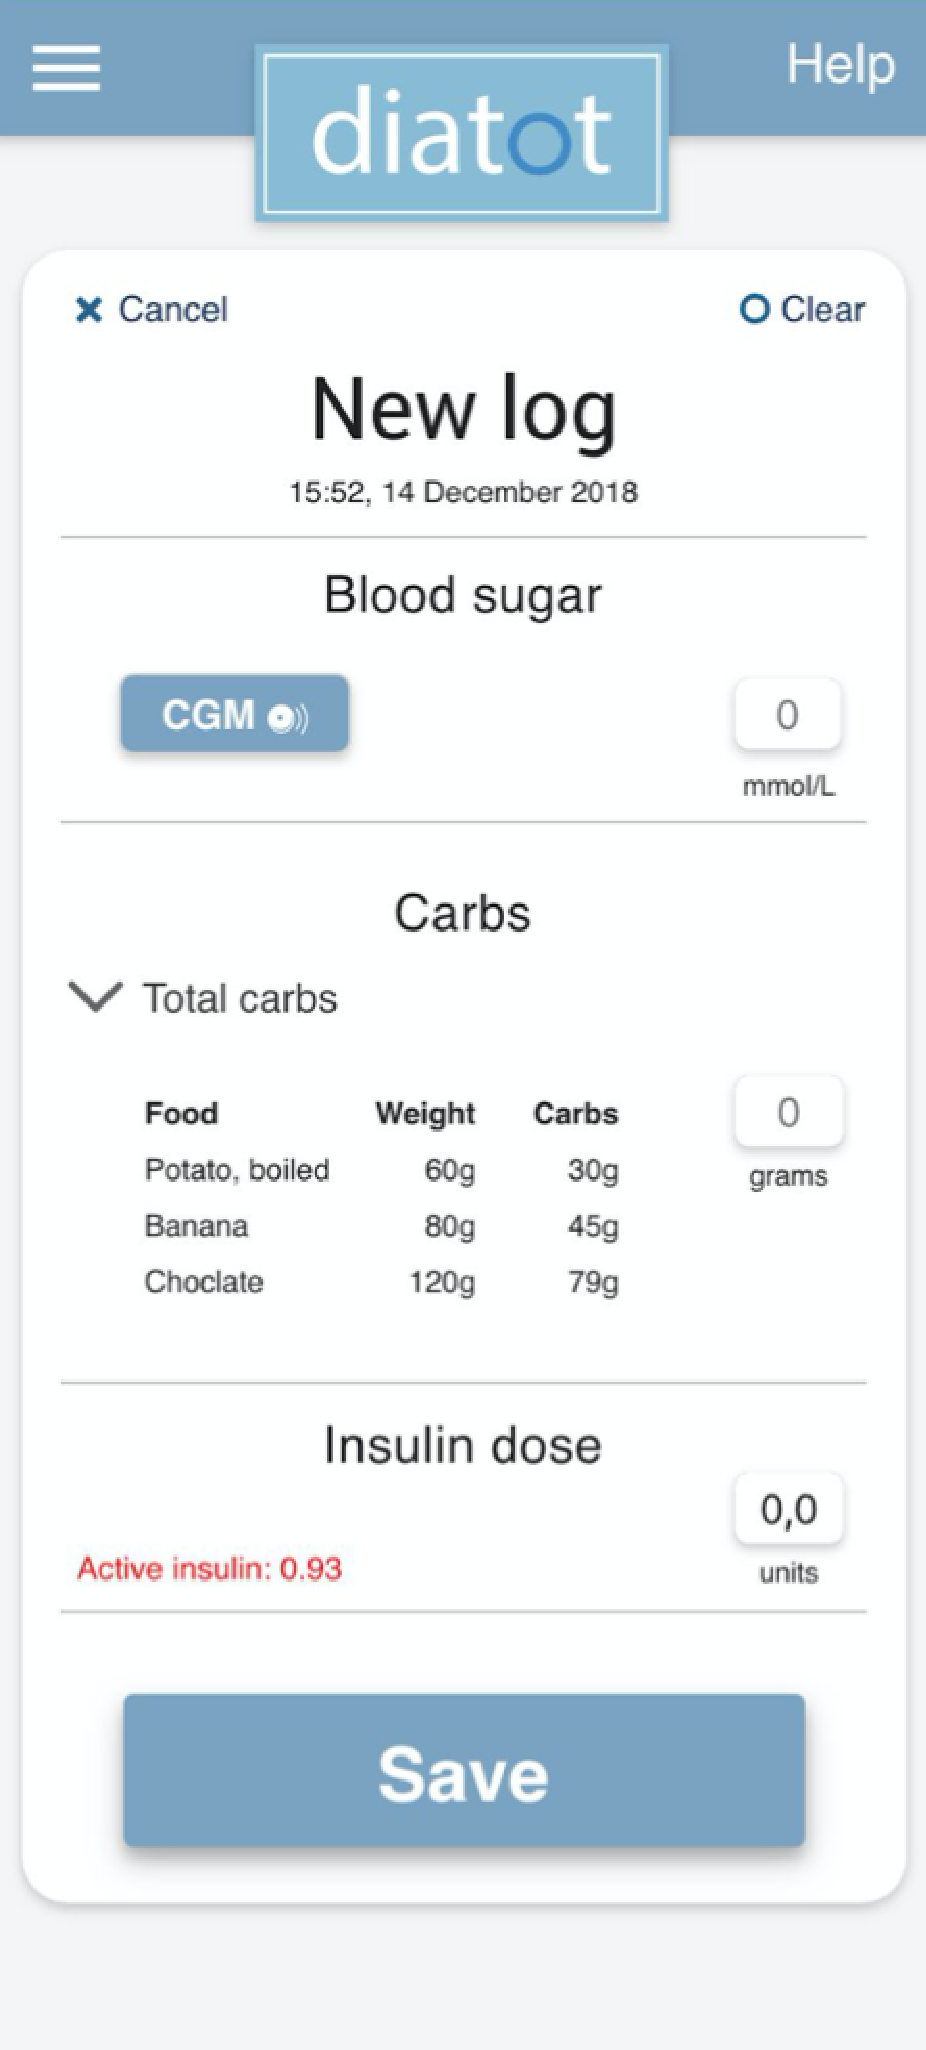 Help
diatot
Cancel Clear
New log
15:52, 14 December 2018
Blood sugar
CGM 0
mmol/L
Carbs
Total carbs
Food Weight Carbs 0
Potato, boiled 60g 30g grams
Banana 80g 45g
Choclate 120g 79g
Insulin dose
0,0
Active insulin: 0.93 units
Save